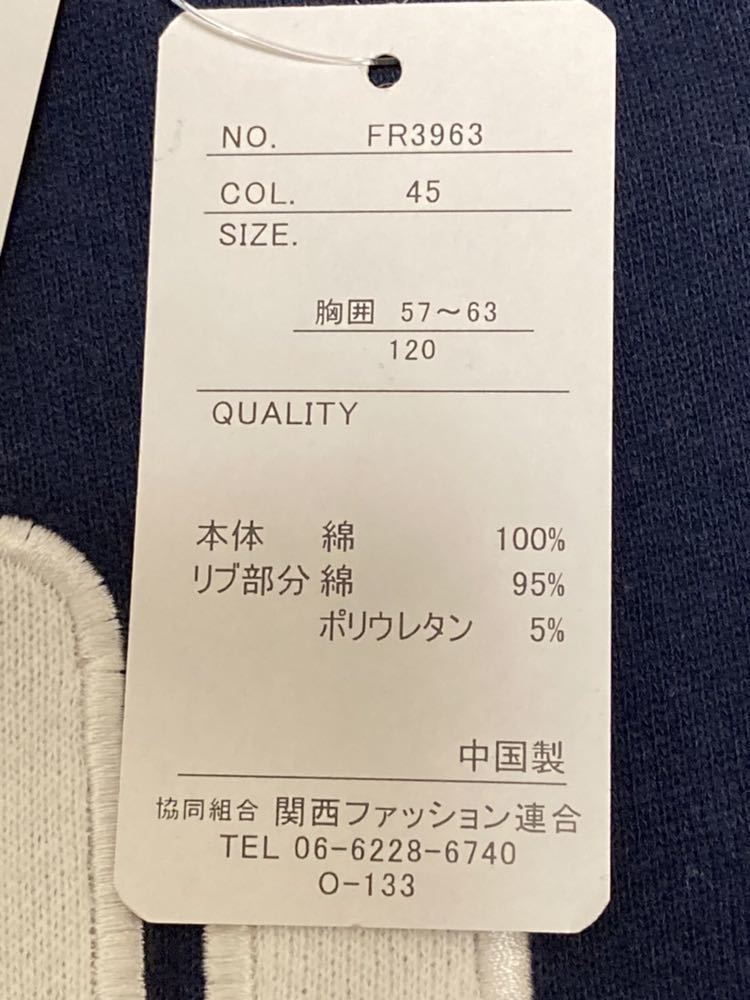 NO. FR3963
COL. 45
SIZE.
胸囲 57～63
120
QUALITY
本体 綿 100%
リブ部分 綿 95%
ポリウレタン 5%
中国製
協同組合 関西ファッション連合
TEL 06-6228-6740
O-133